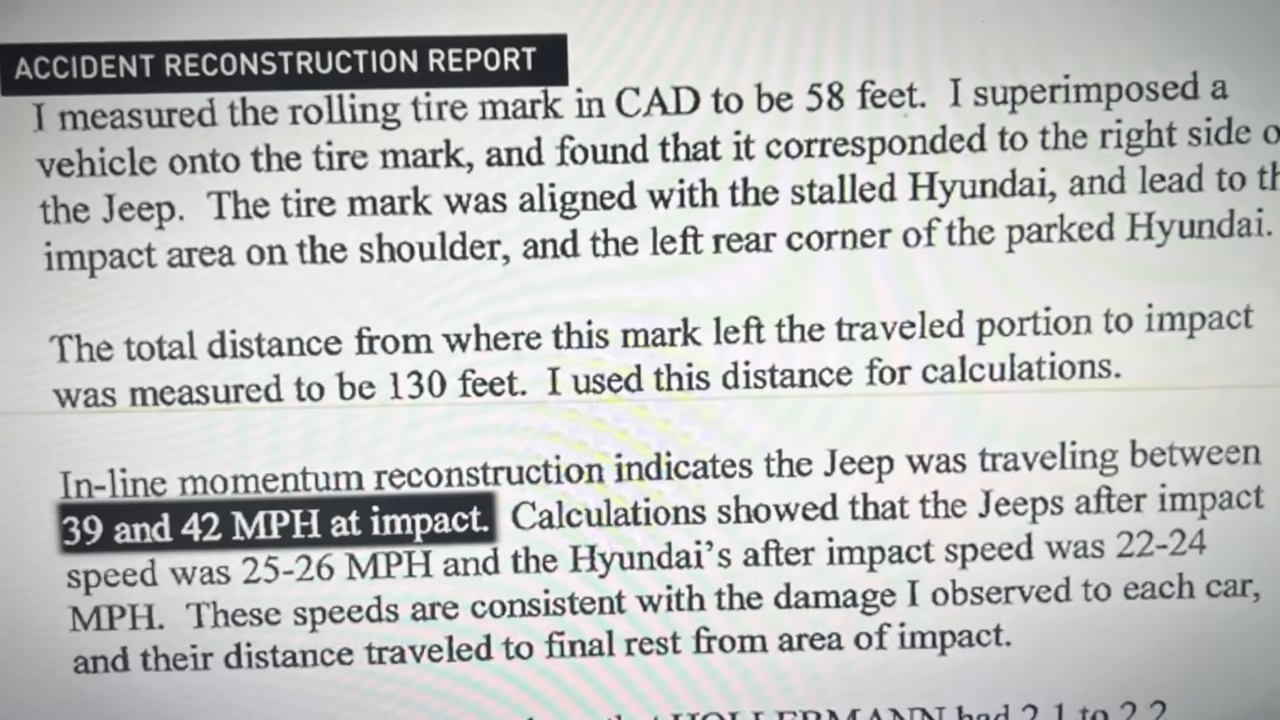 ACCIDENT RECONSTRUCTION REPORT
I measured the rolling tire mark in CAD to be 58 feet. I superimposed a
vehicle onto the tire mark, and found that it corresponded to the right side
the Jeep. The tire mark was aligned with the stalled Hyundai, and lead to
impact area on the shoulder, and the left rear corner of the parked Hyundai.
The total distance from where this mark left the traveled portion to impact
was measured to be 130 feet. I used this distance for calculations.
In-line momentum reconstruction indicates the Jeep was traveling between
39 and 42 MPH at impact. Calculations showed that the Jeeps after impact
speed was 25-26 MPH and the Hyundai's after impact speed was 22-24
MPH. These speeds are consistent with the damage I observed to each car,
and their distance traveled to final rest from area of impact.
had 2.1 to 2.2